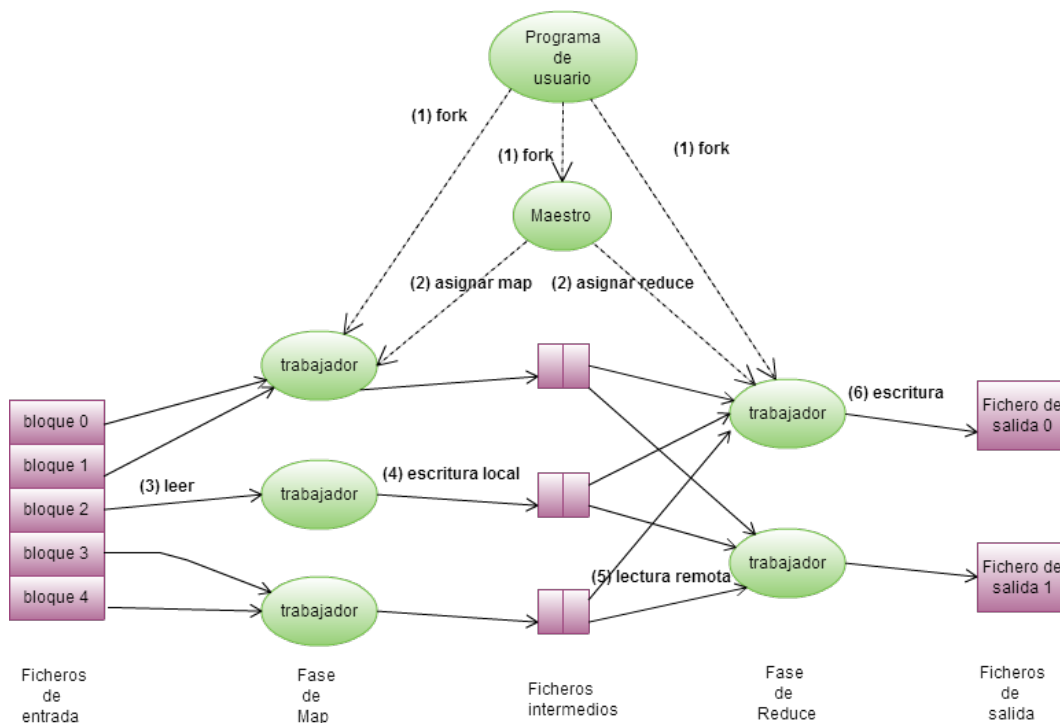 Programa
de
usuario
(1) fork
(1) fork
(1) fork
Maestro
(2) asignar map
(2) asignar reduce
trabajador
trabajador
(6) escritura
Fichero de
salida 0
bloque 0
bloque 1
bloque 2
bloque 3
bloque 4
(3) leer
trabajador
(4) escritura local
trabajador
(5) lectura remota
trabajador
Fichero de
salida 1
Ficheros
de
entrada
Fase
de
Map
Ficheros
intermedios
Fase
de
Reduce
Ficheros
de
salida